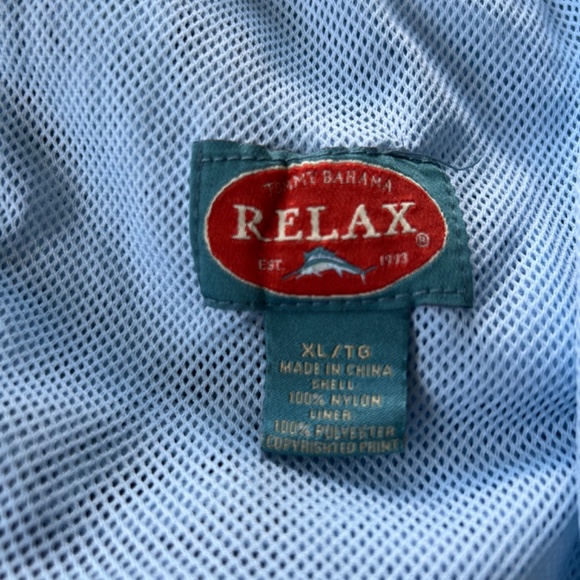 TOMMY BAHAMA
RELAX®
EST. 1993
XL/TG
MADE IN CHINA
SHELL
100% NYLON
LINER
100% POLYESTER
COPYRIGHTED PRINT